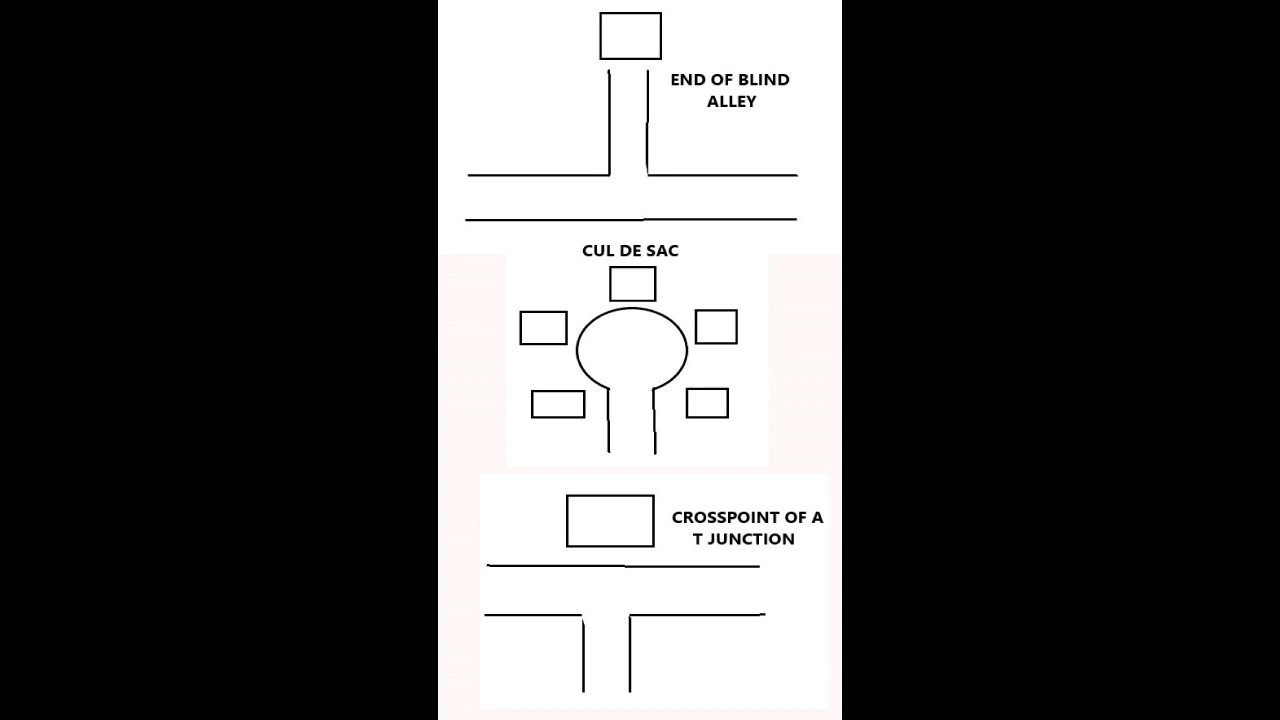 END OF BLIND
ALLEY
CUL DE SAC
CROSSPOINT OF A
T JUNCTION